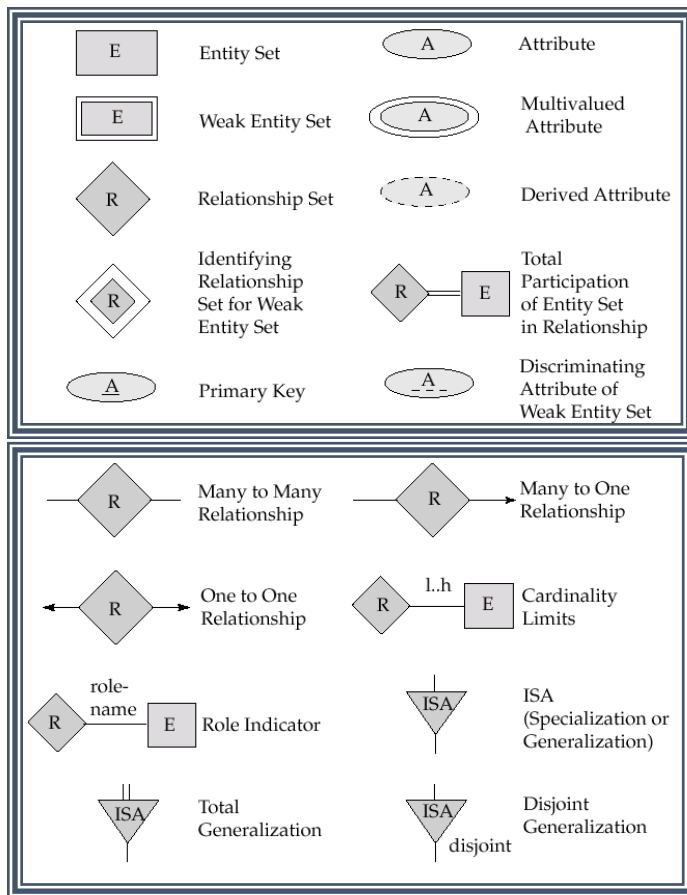 E
Entity Set
A
Attribute
E
Weak Entity Set
A
Multivalued
Attribute
R
Relationship Set
A
Derived Attribute
R
Identifying
Relationship
Set for Weak
Entity Set
R
E
Total
Participation
of Entity Set
in Relationship
A
Primary Key
A
Discriminating
Attribute of
Weak Entity Set
R
Many to Many
Relationship
R
Many to One
Relationship
R
One to One
Relationship
R
l..h
E
Cardinality
Limits
R
role-
name
E
Role Indicator
ISA
ISA
(Specialization or
Generalization)
ISA
Total
Generalization
ISA
disjoint
Disjoint
Generalization